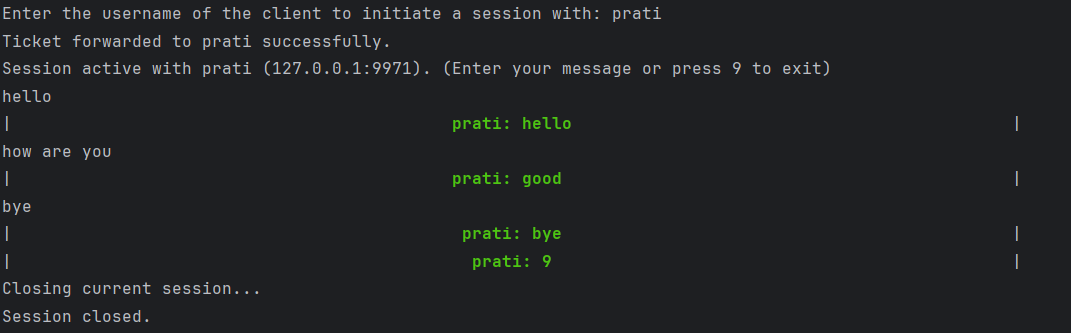 Enter the username of the client to initiate a session with: prati
Ticket forwarded to prati successfully.
Session active with prati (127.0.0.1:9971). (Enter your message or press 9 to exit)
hello
| prati: hello |
how are you
| prati: good |
bye
| prati: bye |
| prati: 9 |
Closing current session...
Session closed.